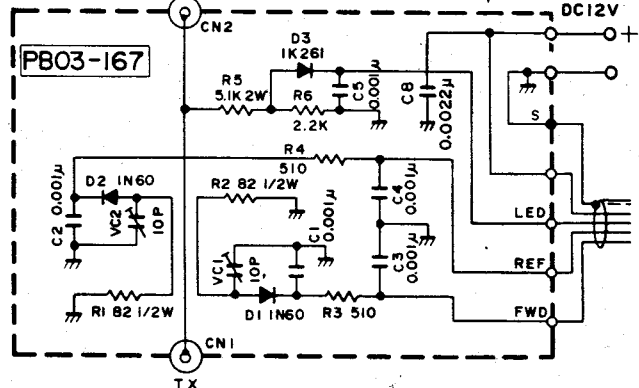 CN2
DC12V
+
PB03-167
D3
1K261
R5
5.1K 2W
R6
2.2K
C5
0.001μ
C8
0.0022μ
S
R4
510
0.001μ
D2 1N60
R2 82 1/2W
C4
0.001μ
C2
VC2
10P
C1
0.001μ
LED
VC1
10P
C3
0.001μ
REF
R1 82 1/2W
D1 1N60
R3 510
FWD
CN1
TX